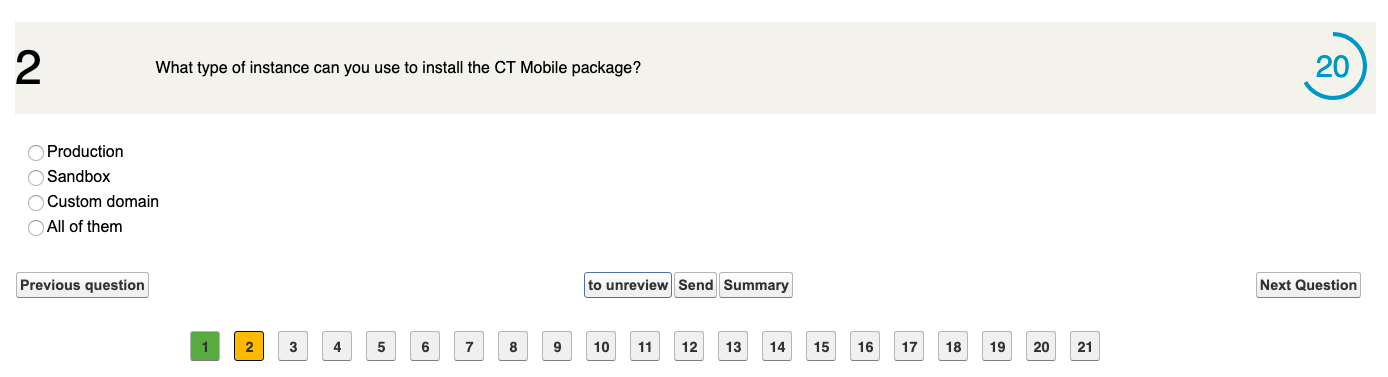 2
What type of instance can you use to install the CT Mobile package?
20
Production
Sandbox
Custom domain
All of them
Previous question
to unreview Send Summary
Next Question
1 2 3 4 5 6 7 8 9 10 11 12 13 14 15 16 17 18 19 20 21